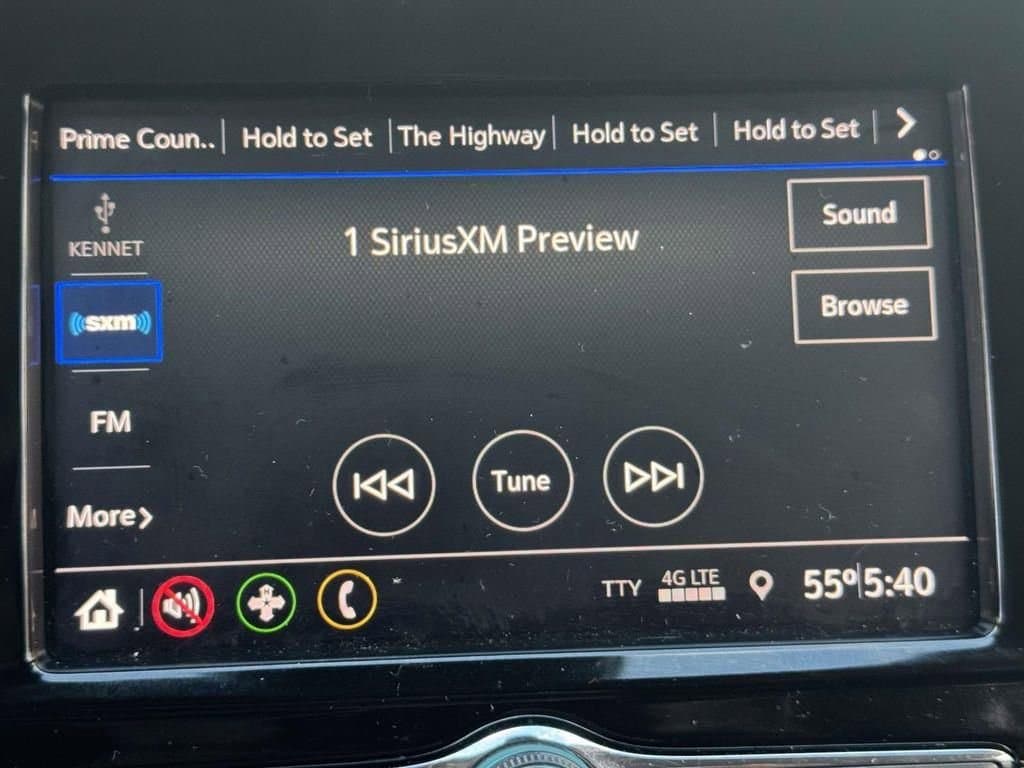 Prime Coun.. Hold to Set The Highway Hold to Set Hold to Set
KENNET
1 SiriusXM Preview
Sound
Browse
sxm
FM
Tune
More
TTY 4G LTE 55° 5:40